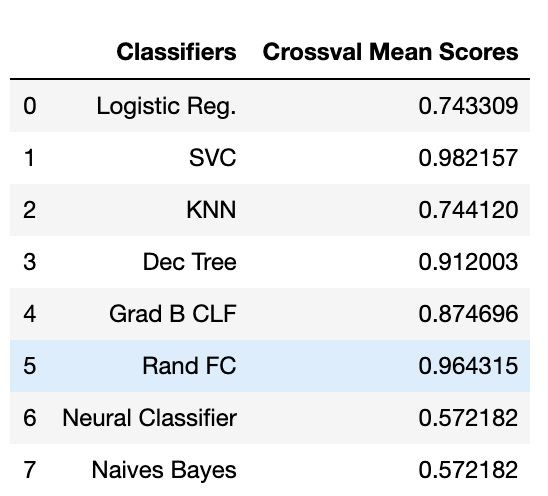 Classifiers Crossval Mean Scores
0 Logistic Reg. 0.743309
1 SVC 0.982157
2 KNN 0.744120
3 Dec Tree 0.912003
4 Grad B CLF 0.874696
5 Rand FC 0.964315
6 Neural Classifier 0.572182
7 Naives Bayes 0.572182